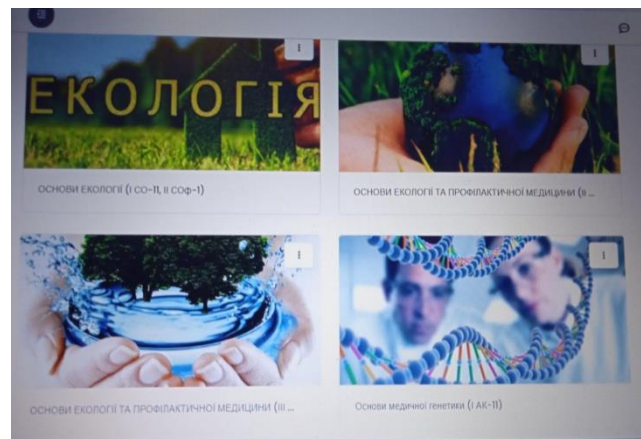 ЕКОЛОГІЯ
ОСНОВИ ЕКОЛОГІЇ (І СО-11, ІІ СОф-1)
ОСНОВИ ЕКОЛОГІЇ ТА ПРОФІЛАКТИЧНОЇ МЕДИЦИНИ (ІІ ...
ОСНОВИ ЕКОЛОГІЇ ТА ПРОФІЛАКТИЧНОЇ МЕДИЦИНИ (ІІІ ...
Основи медичної генетики (І АК-11)